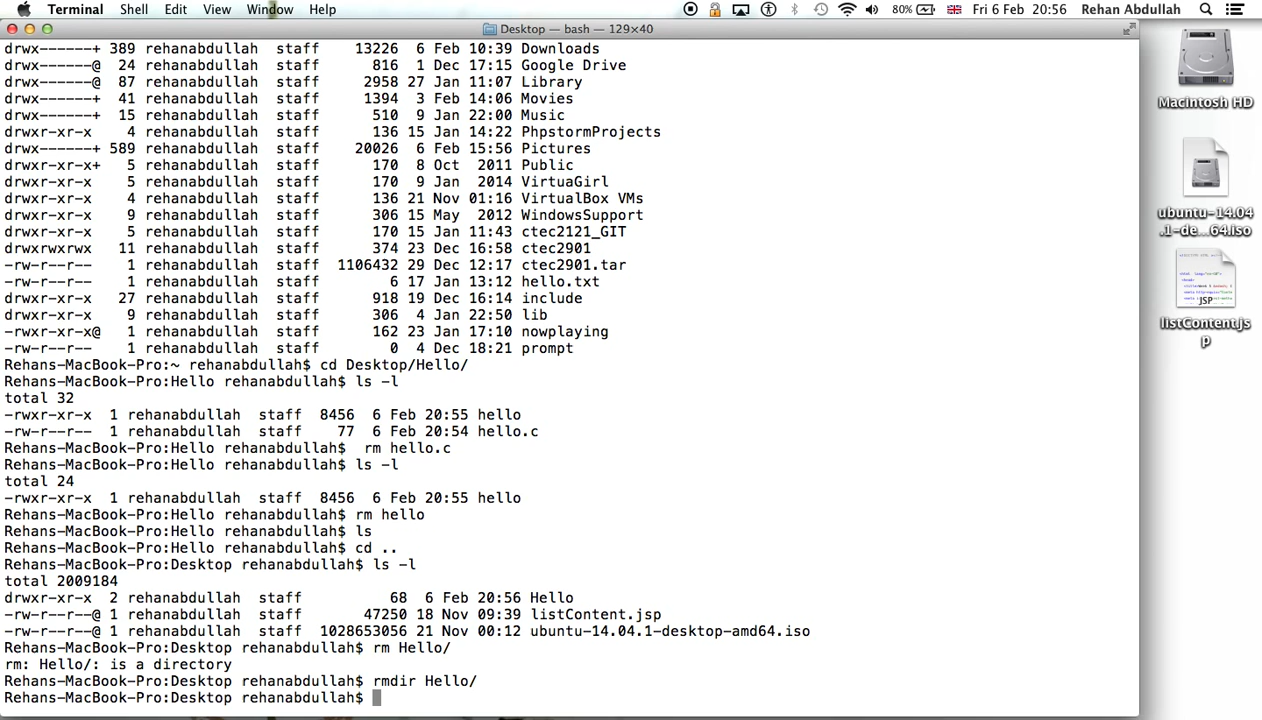 Terminal Shell Edit View Window Help 80% Fri 6 Feb 20:56 Rehan Abdullah
Desktop — bash — 129×40
drwx------+ 389 rehanabdullah  staff    13226  6 Feb 10:39 Downloads
drwx------@  24 rehanabdullah  staff      816  1 Dec 17:15 Google Drive
drwx------@  87 rehanabdullah  staff     2958 27 Jan 11:07 Library
drwx------+  41 rehanabdullah  staff     1394  3 Feb 14:06 Movies
drwx------+  15 rehanabdullah  staff      510  9 Jan 22:00 Music
drwxr-xr-x    4 rehanabdullah  staff      136 15 Jan 14:22 PhpstormProjects
drwx------+ 589 rehanabdullah  staff    20026  6 Feb 15:56 Pictures
drwxr-xr-x+   5 rehanabdullah  staff      170  8 Oct  2011 Public
drwxr-xr-x    5 rehanabdullah  staff      170  9 Jan  2014 VirtuaGirl
drwxr-xr-x    4 rehanabdullah  staff      136 21 Nov 01:16 VirtualBox VMs
drwxr-xr-x    9 rehanabdullah  staff      306 15 May  2012 WindowsSupport
drwxr-xr-x    5 rehanabdullah  staff      170 15 Jan 11:43 ctec2121_GIT
drwxrwxrwx   11 rehanabdullah  staff      374 23 Dec 16:58 ctec2901
-rw-r--r--    1 rehanabdullah  staff  1106432 29 Dec 12:17 ctec2901.tar
-rw-r--r--    1 rehanabdullah  staff        6 17 Jan 13:12 hello.txt
drwxr-xr-x   27 rehanabdullah  staff      918 19 Dec 16:14 include
drwxr-xr-x    9 rehanabdullah  staff      306  4 Jan 22:50 lib
-rwxr-xr-x@   1 rehanabdullah  staff      162 23 Jan 17:10 nowplaying
-rw-r--r--    1 rehanabdullah  staff        0  4 Dec 18:21 prompt
Rehans-MacBook-Pro:~ rehanabdullah$ cd Desktop/Hello/
Rehans-MacBook-Pro:Hello rehanabdullah$ ls -l
total 32
-rwxr-xr-x  1 rehanabdullah  staff  8456  6 Feb 20:55 hello
-rw-r--r--  1 rehanabdullah  staff    77  6 Feb 20:54 hello.c
Rehans-MacBook-Pro:Hello rehanabdullah$  rm hello.c
Rehans-MacBook-Pro:Hello rehanabdullah$ ls -l
total 24
-rwxr-xr-x  1 rehanabdullah  staff  8456  6 Feb 20:55 hello
Rehans-MacBook-Pro:Hello rehanabdullah$ rm hello
Rehans-MacBook-Pro:Hello rehanabdullah$ ls
Rehans-MacBook-Pro:Hello rehanabdullah$ cd ..
Rehans-MacBook-Pro:Desktop rehanabdullah$ ls -l
total 2009184
drwxr-xr-x  2 rehanabdullah  staff          68  6 Feb 20:56 Hello
-rw-r--r--@ 1 rehanabdullah  staff       47250 18 Nov 09:39 listContent.jsp
-rw-r--r--@ 1 rehanabdullah  staff  1028653056 21 Nov 00:12 ubuntu-14.04.1-desktop-amd64.iso
Rehans-MacBook-Pro:Desktop rehanabdullah$ rm Hello/
rm: Hello/: is a directory
Rehans-MacBook-Pro:Desktop rehanabdullah$ rmdir Hello/
Rehans-MacBook-Pro:Desktop rehanabdullah$
Macintosh HD
ubuntu-14.04
.1-de...64.iso
JSP
listContent.js
p